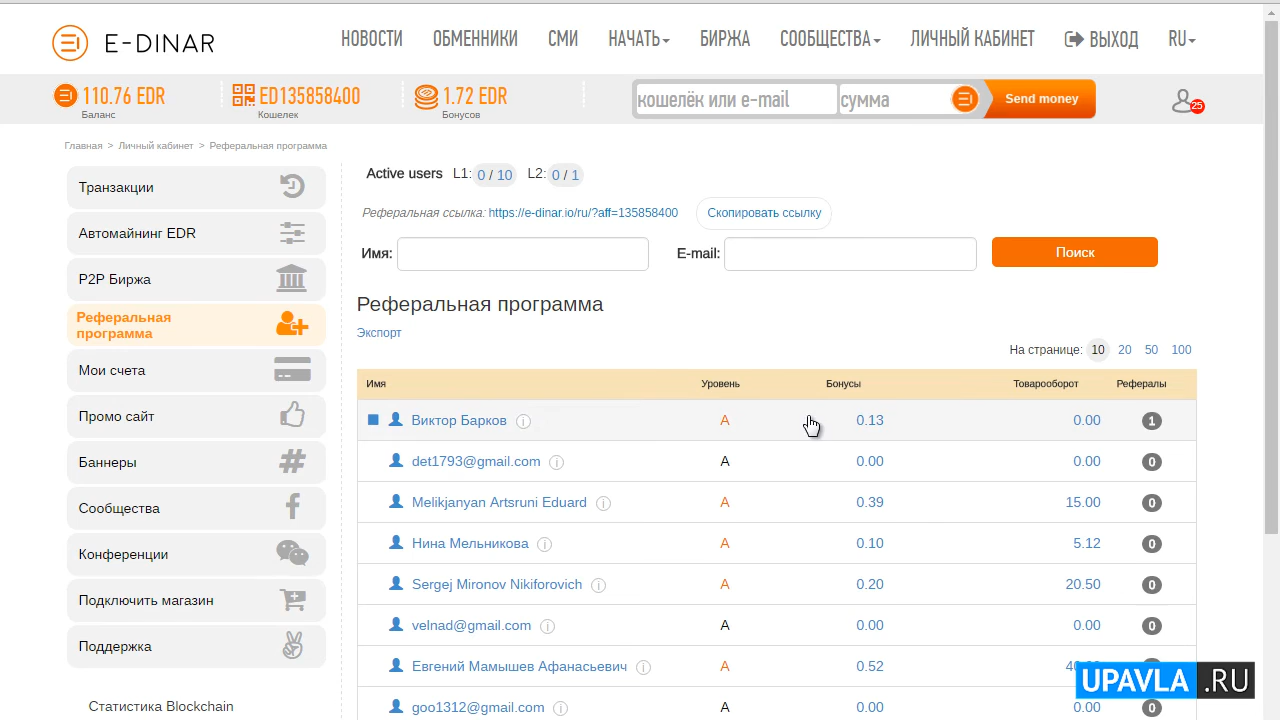 E-DINAR НОВОСТИ ОБМЕННИКИ СМИ НАЧАТЬ БИРЖА СООБЩЕСТВА ЛИЧНЫЙ КАБИНЕТ ВЫХОД RU
110.76 EDR ED135858400 1.72 EDR кошелёк или e-mail сумма Send money 25
Баланс Кошелек Бонусов
Главная > Личный кабинет > Реферальная программа
Транзакции
Автомайнинг EDR
P2P Биржа
Реферальная
программа
Мои счета
Промо сайт
Баннеры
Сообщества
Конференции
Подключить магазин
Поддержка
Статистика Blockchain
Active users L1: 0 / 10 L2: 0 / 1
Реферальная ссылка: https://e-dinar.io/ru/?aff=135858400 Скопировать ссылку
Имя: E-mail: Поиск
Реферальная программа
Экспорт
На странице: 10 20 50 100
Имя Уровень Бонусы Товарооборот Рефералы
Виктор Барков A 0.13 0.00 1
det1793@gmail.com A 0.00 0.00 0
Melikjanyan Artsruni Eduard A 0.39 15.00 0
Нина Мельникова A 0.10 5.12 0
Sergej Mironov Nikiforovich A 0.20 20.50 0
velnad@gmail.com A 0.00 0.00 0
Евгений Мамышев Афанасьевич A 0.52
goo1312@gmail.com A 0.00 0.00 0
UPAVLA .RU